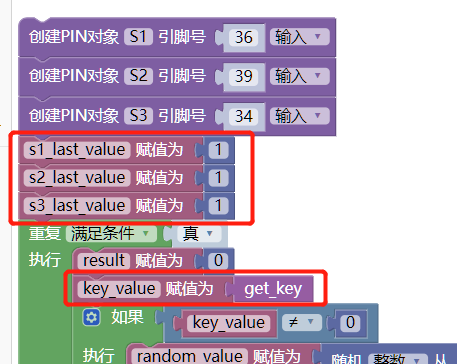 创建PIN对象 S1 引脚号 36 输入
创建PIN对象 S2 引脚号 39 输入
创建PIN对象 S3 引脚号 34 输入
s1_last_value 赋值为 1
s2_last_value 赋值为 1
s3_last_value 赋值为 1
重复 满足条件 真
执行 result 赋值为 0
key_value 赋值为 get_key
如果 key_value ≠ 0
执行 random_value 赋值为 随机 整数 从